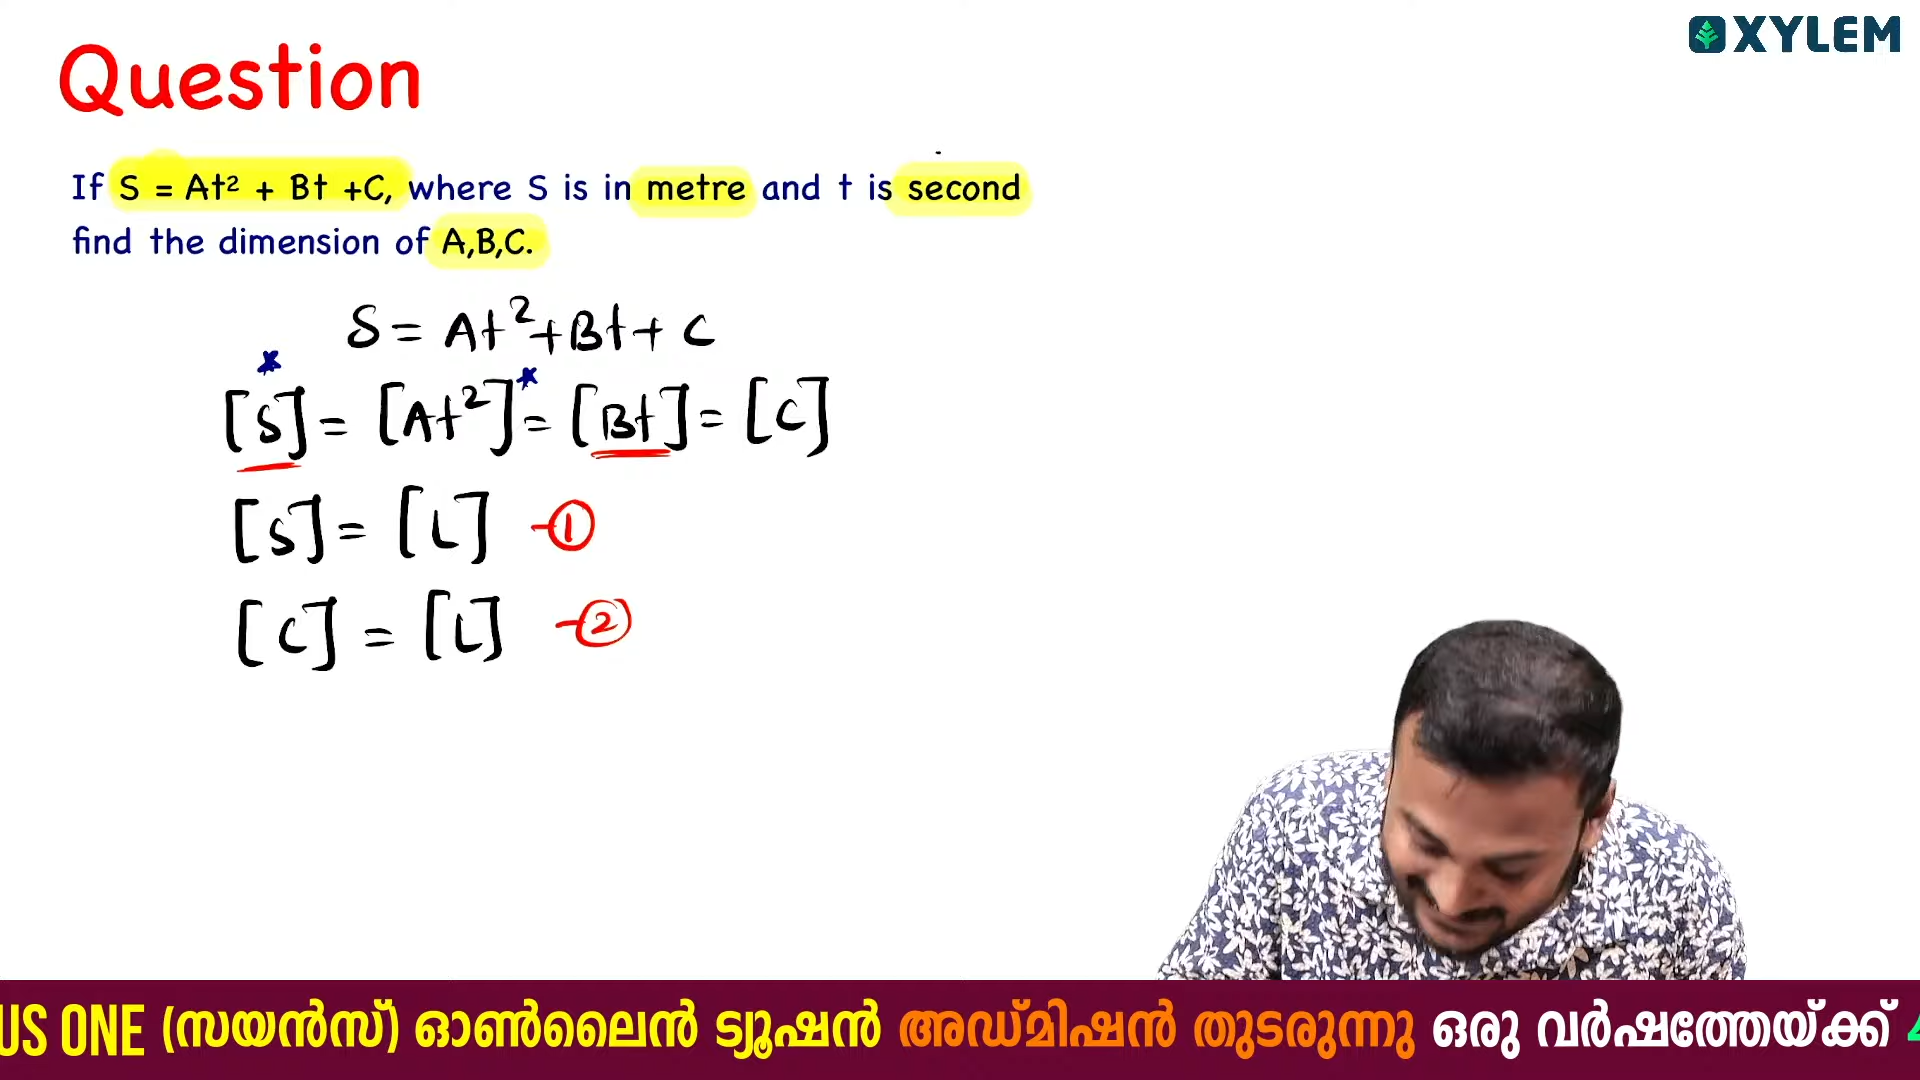 XYLEM
Question
If S = At² + Bt +C, where S is in metre and t is second
find the dimension of A,B,C.
S = At² + Bt + C
[S] = [At²] = [Bt] = [C]
[S] = [L] -①
[C] = [L] -②
US ONE (സയൻസ്) ഓൺലൈൻ ട്യൂഷൻ അഡ്മിഷൻ തുടരുന്നു ഒരു വർഷത്തേയ്ക്ക്